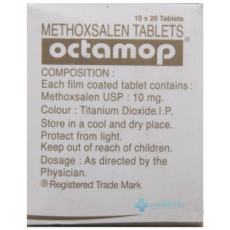 10 x 20 Tablets
METHOXSALEN TABLETS
octamop®
COMPOSITION :
Each film coated tablet contains:
Methoxsalen USP : 10 mg.
Colour : Titanium Dioxide.I.P.
Store in a cool and dry place.
Protect from light.
Keep out of reach of children.
Dosage : As directed by the
Physician.
® Registered Trade Mark